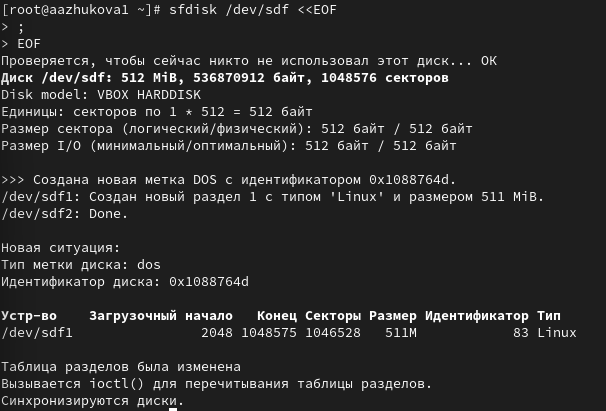 [root@aazhukova1 ~]# sfdisk /dev/sdf <<EOF
> ;
> EOF
Проверяется, чтобы сейчас никто не использовал этот диск... ОК
Диск /dev/sdf: 512 MiB, 536870912 байт, 1048576 секторов
Disk model: VBOX HARDDISK
Единицы: секторов по 1 * 512 = 512 байт
Размер сектора (логический/физический): 512 байт / 512 байт
Размер I/O (минимальный/оптимальный): 512 байт / 512 байт
>>> Создана новая метка DOS с идентификатором 0x1088764d.
/dev/sdf1: Создан новый раздел 1 с типом 'Linux' и размером 511 MiB.
/dev/sdf2: Done.
Новая ситуация:
Тип метки диска: dos
Идентификатор диска: 0x1088764d
Устр-во Загрузочный начало Конец Секторы Размер Идентификатор Тип
/dev/sdf1 2048 1048575 1046528 511M 83 Linux
Таблица разделов была изменена
Вызывается ioctl() для перечитывания таблицы разделов.
Синхронизируются диски.